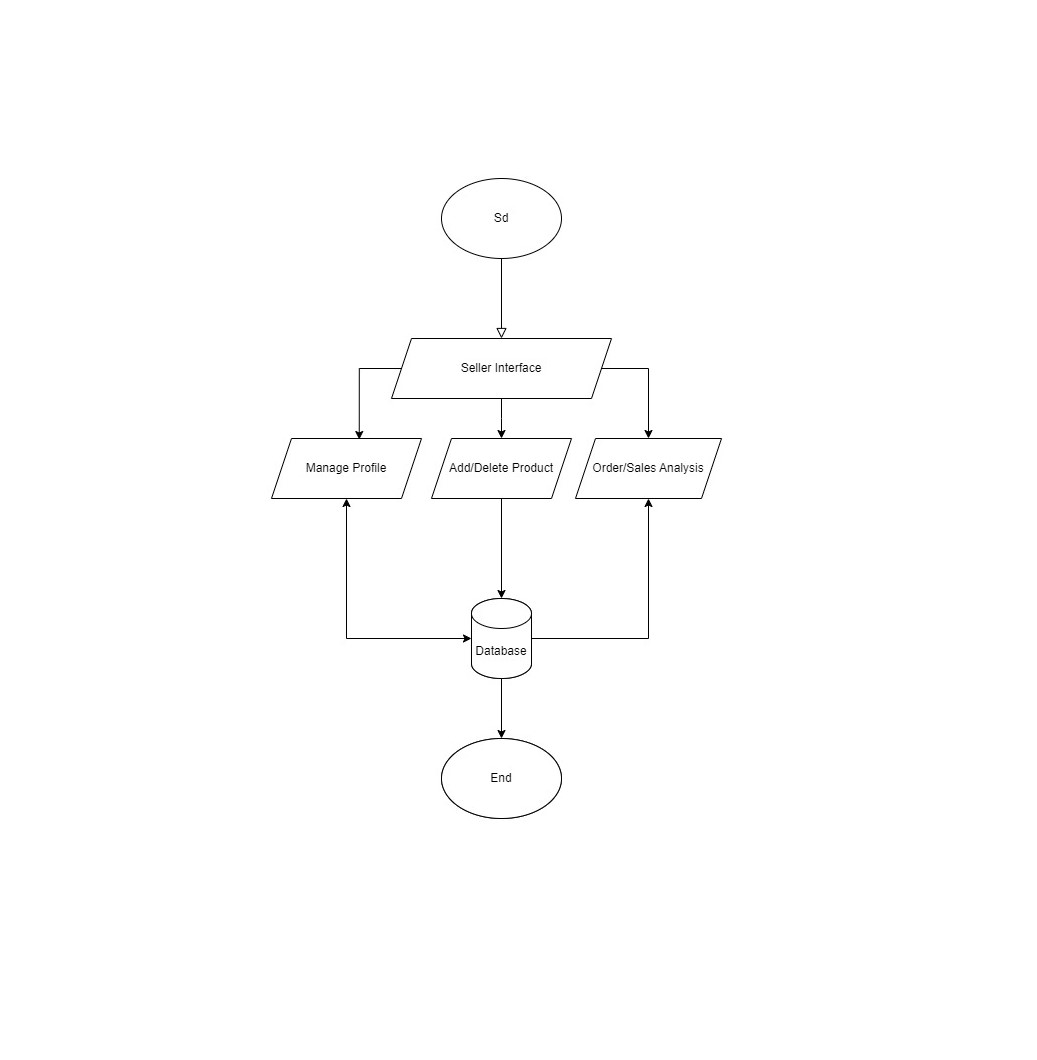 Sd
Seller Interface
Manage Profile
Add/Delete Product
Order/Sales Analysis
Database
End